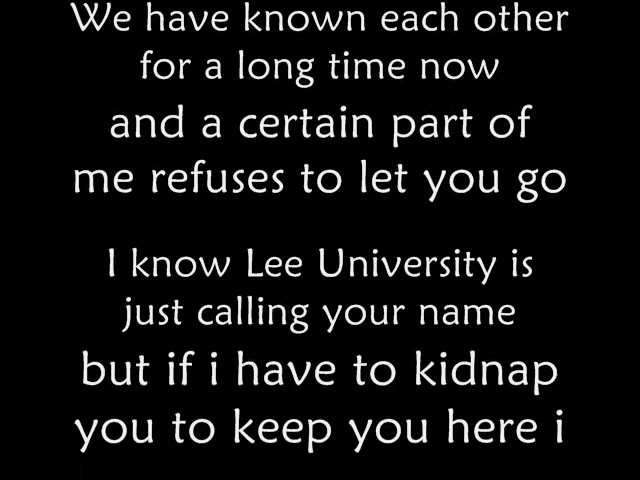 We have known each other
for a long time now
and a certain part of
me refuses to let you go
I know Lee University is
just calling your name
but if i have to kidnap
you to keep you here i